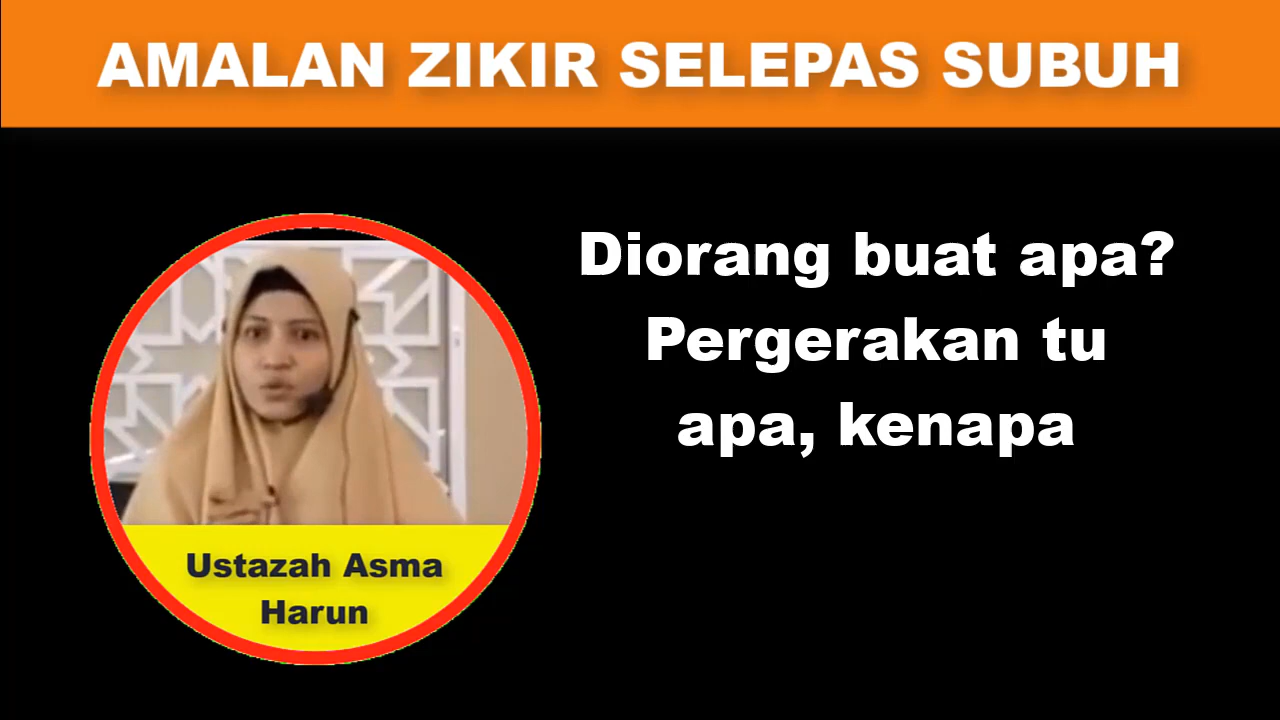 AMALAN ZIKIR SELEPAS SUBUH
Diorang buat apa?
Pergerakan tu
apa, kenapa
Ustazah Asma
Harun